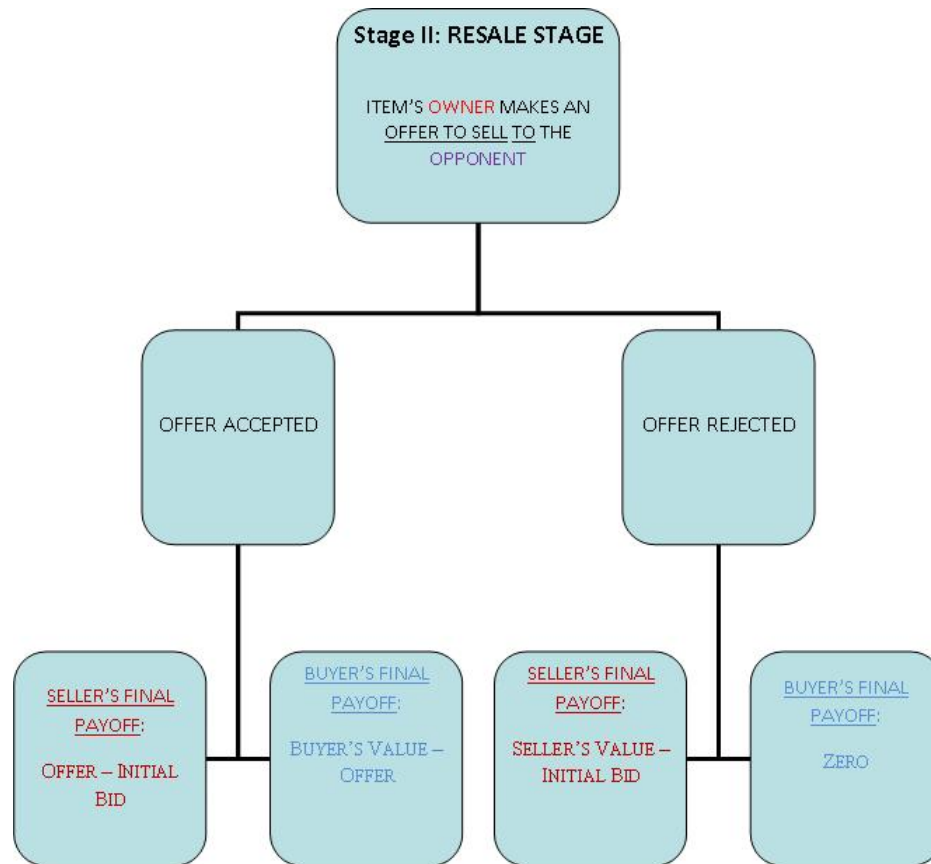 Stage II: RESALE STAGE
ITEM'S OWNER MAKES AN
OFFER TO SELL TO THE
OPPONENT
OFFER ACCEPTED
OFFER REJECTED
SELLER'S FINAL
PAYOFF:
OFFER – INITIAL
BID
BUYER'S FINAL
PAYOFF:
BUYER'S VALUE –
OFFER
SELLER'S FINAL
PAYOFF:
SELLER'S VALUE –
INITIAL BID
BUYER'S FINAL
PAYOFF:
ZERO